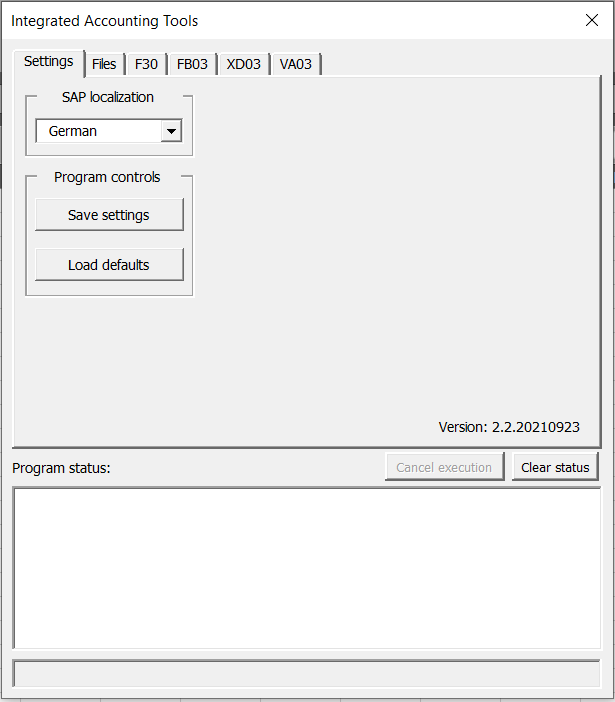 Integrated Accounting Tools
Settings Files F30 FB03 XD03 VA03
SAP localization
German
Program controls
Save settings
Load defaults
Version: 2.2.20210923
Program status:
Cancel execution Clear status